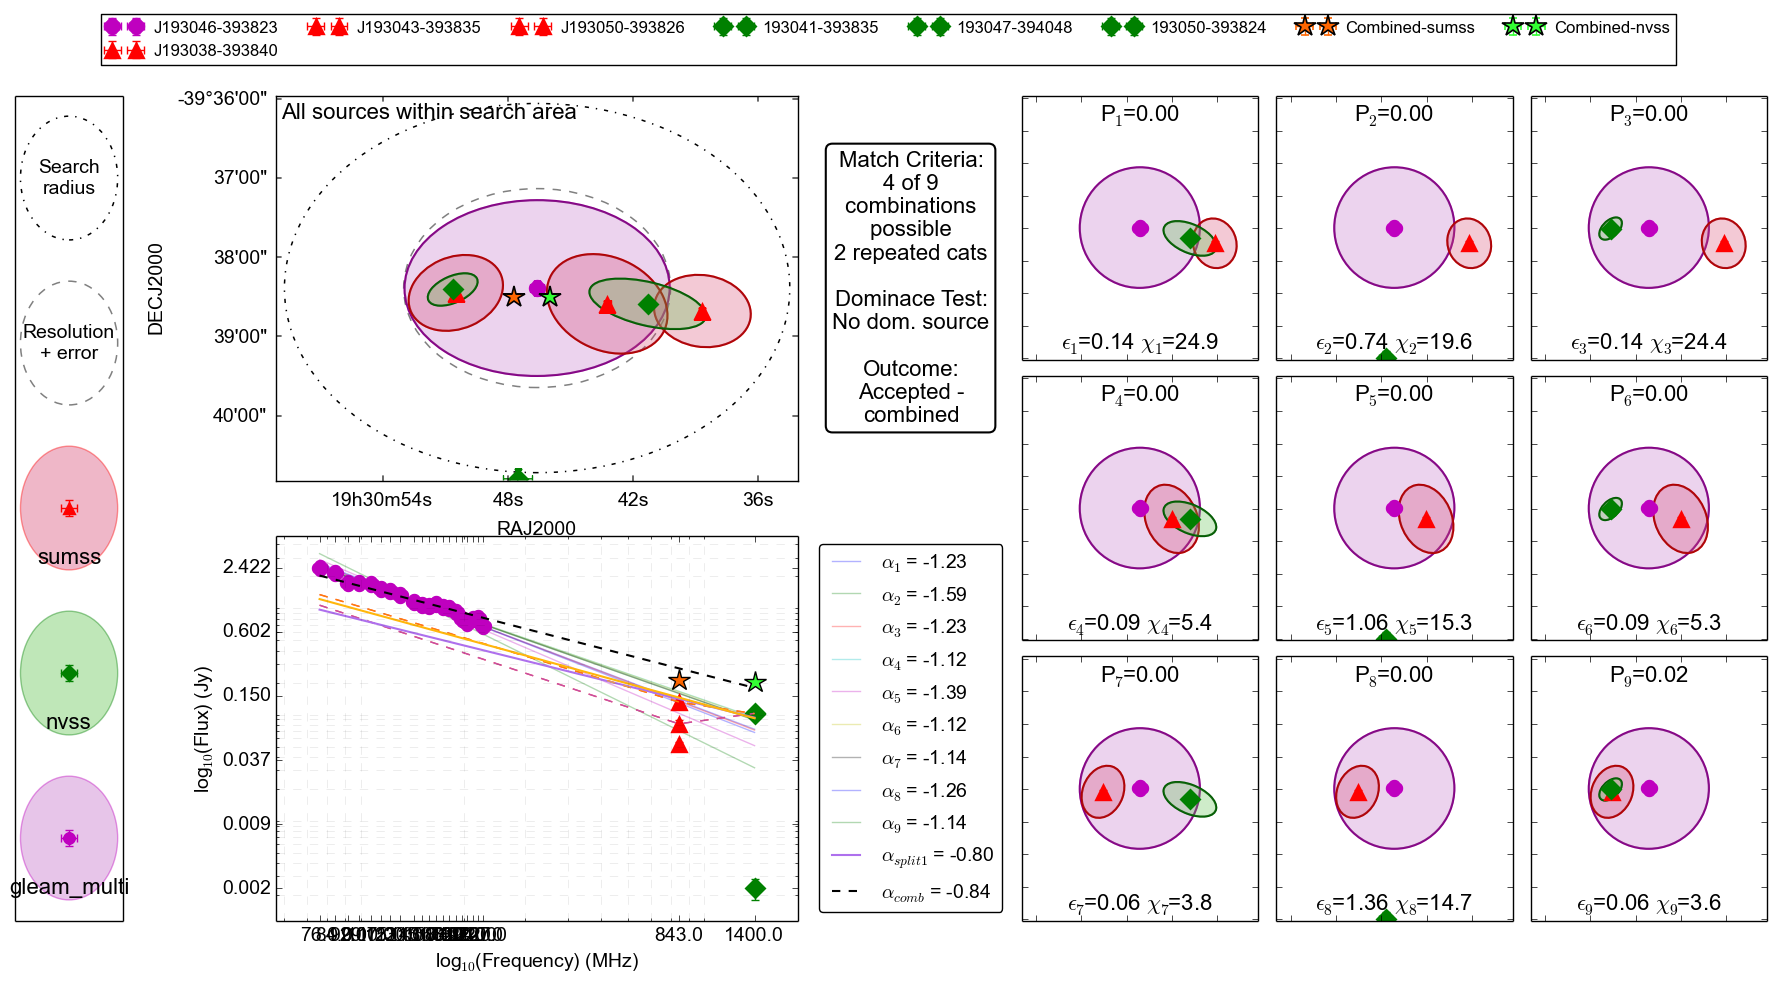 J193046-393823
J193043-393835
J193050-393826
193041-393835
193047-394048
193050-393824
Combined-sumss
Combined-nvss
J193038-393840
Search
radius
Resolution
+ error
sumss
nvss
gleam_multi
All sources within search area
DECJ2000
-39°36'00"
37'00"
38'00"
39'00"
40'00"
19h30m54s
48s
42s
36s
RAJ2000
Match Criteria:
4 of 9
combinations
possible
2 repeated cats
Dominace Test:
No dom. source
Outcome:
Accepted -
combined
log10(Flux) (Jy)
2.422
0.602
0.150
0.037
0.009
0.002
843.0
1400.0
log10(Frequency) (MHz)
α1 = -1.23
α2 = -1.59
α3 = -1.23
α4 = -1.12
α5 = -1.39
α6 = -1.12
α7 = -1.14
α8 = -1.26
α9 = -1.14
αsplit1 = -0.80
αcomb = -0.84
P1=0.00
ϵ1=0.14 χ1=24.9
P2=0.00
ϵ2=0.74 χ2=19.6
P3=0.00
ϵ3=0.14 χ3=24.4
P4=0.00
ϵ4=0.09 χ4=5.4
P5=0.00
ϵ5=1.06 χ5=15.3
P6=0.00
ϵ6=0.09 χ6=5.3
P7=0.00
ϵ7=0.06 χ7=3.8
P8=0.00
ϵ8=1.36 χ8=14.7
P9=0.02
ϵ9=0.06 χ9=3.6